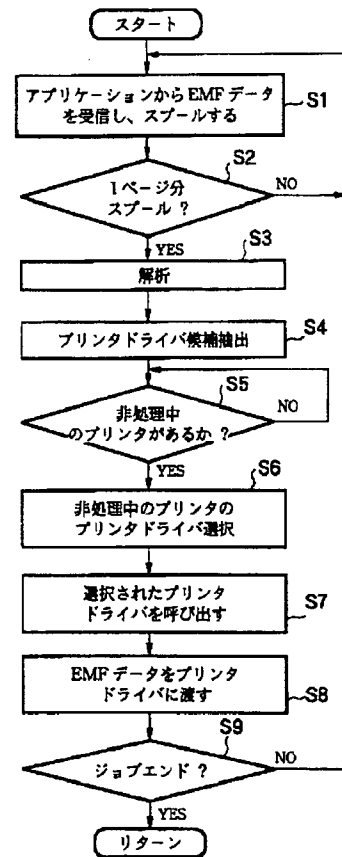 スタート
アプリケーションからEMFデータ
を受信し、スプールする
S1
S2
1ページ分
スプール ?
NO
YES
S3
解析
S4
プリンタドライバ候補抽出
S5
非処理中
のプリンタがあるか ?
NO
YES
S6
非処理中のプリンタの
プリンタドライバ選択
選択されたプリンタ
ドライバを呼び出す
S7
EMFデータをプリンタ
ドライバに渡す
S8
S9
ジョブエンド ?
NO
YES
リターン